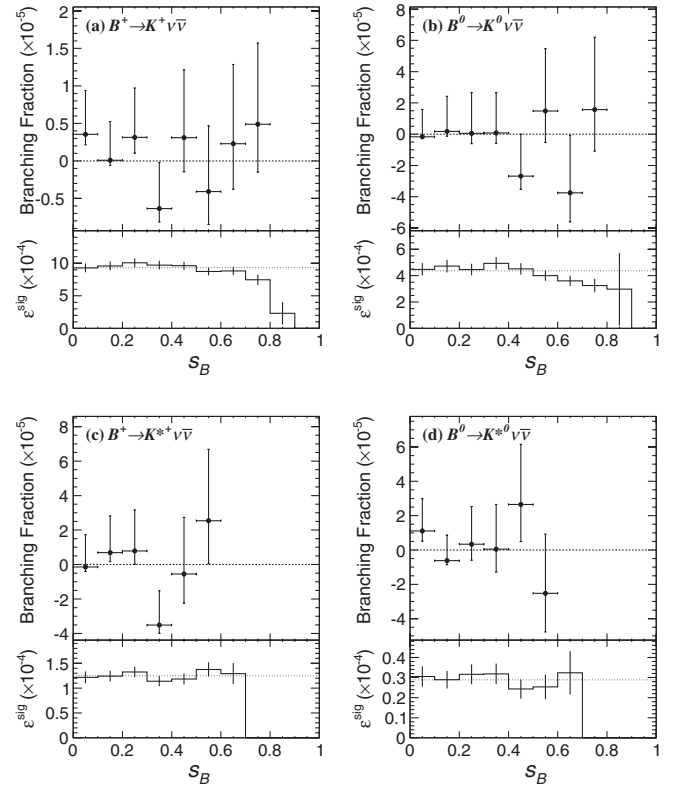 (a) B⁺→K⁺νν̅
Branching Fraction (×10⁻⁵)
2
1.5
1
0.5
0
-0.5
ε^sig (×10⁻⁴)
10
5
0
0 0.2 0.4 0.6 0.8 1
s_B
(b) B⁰→K⁰νν̅
Branching Fraction (×10⁻⁵)
8
6
4
2
0
-2
-4
-6
ε^sig (×10⁻⁴)
6
4
2
0
0 0.2 0.4 0.6 0.8 1
s_B
(c) B⁺→K*⁺νν̅
Branching Fraction (×10⁻⁵)
8
6
4
2
0
-2
-4
ε^sig (×10⁻⁴)
1.5
1
0.5
0
0 0.2 0.4 0.6 0.8 1
s_B
(d) B⁰→K*⁰νν̅
Branching Fraction (×10⁻⁵)
6
4
2
0
-2
-4
ε^sig (×10⁻⁴)
0.4
0.3
0.2
0.1
0
0 0.2 0.4 0.6 0.8 1
s_B